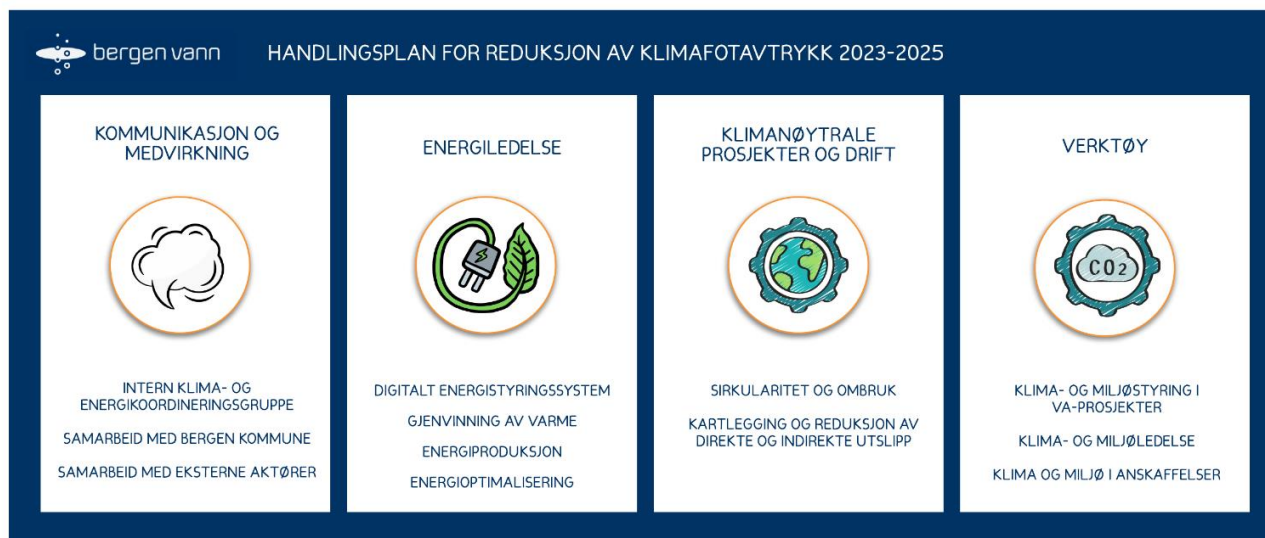 bergen vann
HANDLINGSPLAN FOR REDUKSJON AV KLIMAFOTAVTRYKK 2023-2025
KOMMUNIKASJON OG
MEDVIRKNING
INTERN KLIMA- OG
ENERGIKOORDINERINGSGRUPPE
SAMARBEID MED BERGEN KOMMUNE
SAMARBEID MED EKSTERNE AKTØRER
ENERGILEDELSE
DIGITALT ENERGISTYRINGSSYSTEM
GJENVINNING AV VARME
ENERGIPRODUKSJON
ENERGIOPTIMALISERING
KLIMANØYTRALE
PROSJEKTER OG DRIFT
SIRKULARITET OG OMBRUK
KARTLEGGING OG REDUKSJON AV
DIREKTE OG INDIREKTE UTSLIPP
VERKTØY
CO2
KLIMA- OG MILJØSTYRING I
VA-PROSJEKTER
KLIMA- OG MILJØLEDELSE
KLIMA OG MILJØ I ANSKAFFELSER